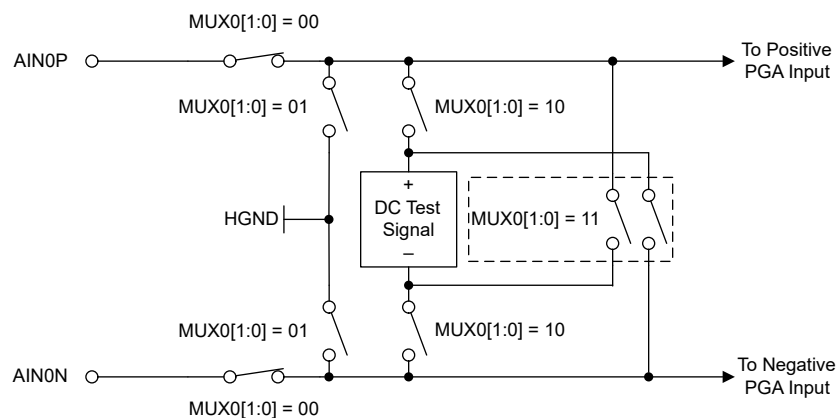 MUX0[1:0] = 00
AIN0P
To Positive
PGA Input
MUX0[1:0] = 01
MUX0[1:0] = 10
+
DC Test
Signal
–
HGND
MUX0[1:0] = 11
MUX0[1:0] = 01
MUX0[1:0] = 10
AIN0N
To Negative
PGA Input
MUX0[1:0] = 00